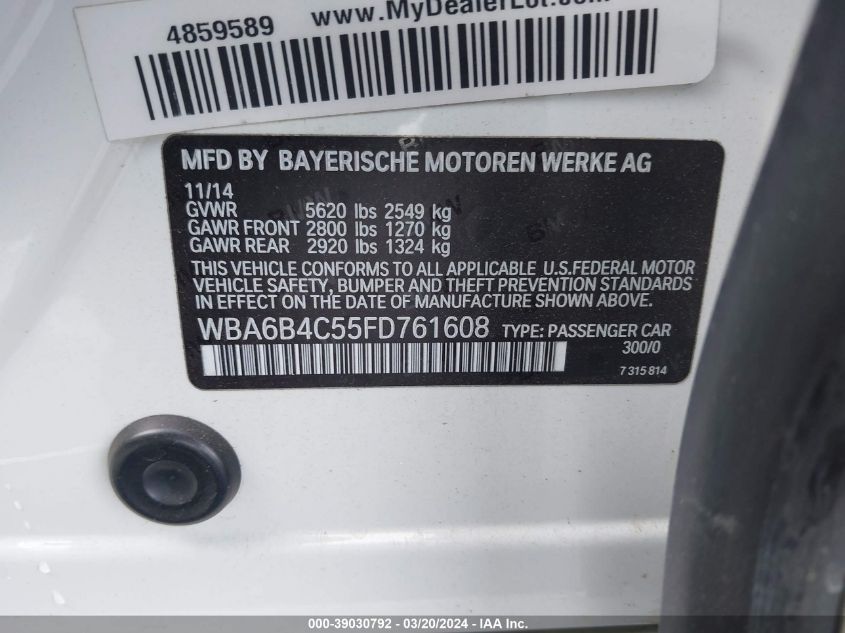 4859589 www.MyDealerLot.com
MFD BY BAYERISCHE MOTOREN WERKE AG
11/14
GVWR 5620 lbs 2549 kg
GAWR FRONT 2800 lbs 1270 kg
GAWR REAR 2920 lbs 1324 kg
THIS VEHICLE CONFORMS TO ALL APPLICABLE U.S.FEDERAL MOTOR
VEHICLE SAFETY, BUMPER AND THEFT PREVENTION STANDARDS
IN EFFECT ON THE DATE OF MANUFACTURE SHOWN ABOVE.
WBA6B4C55FD761608 TYPE: PASSENGER CAR
300/0
7 315 814
000-39030792 - 03/20/2024 - IAA Inc.